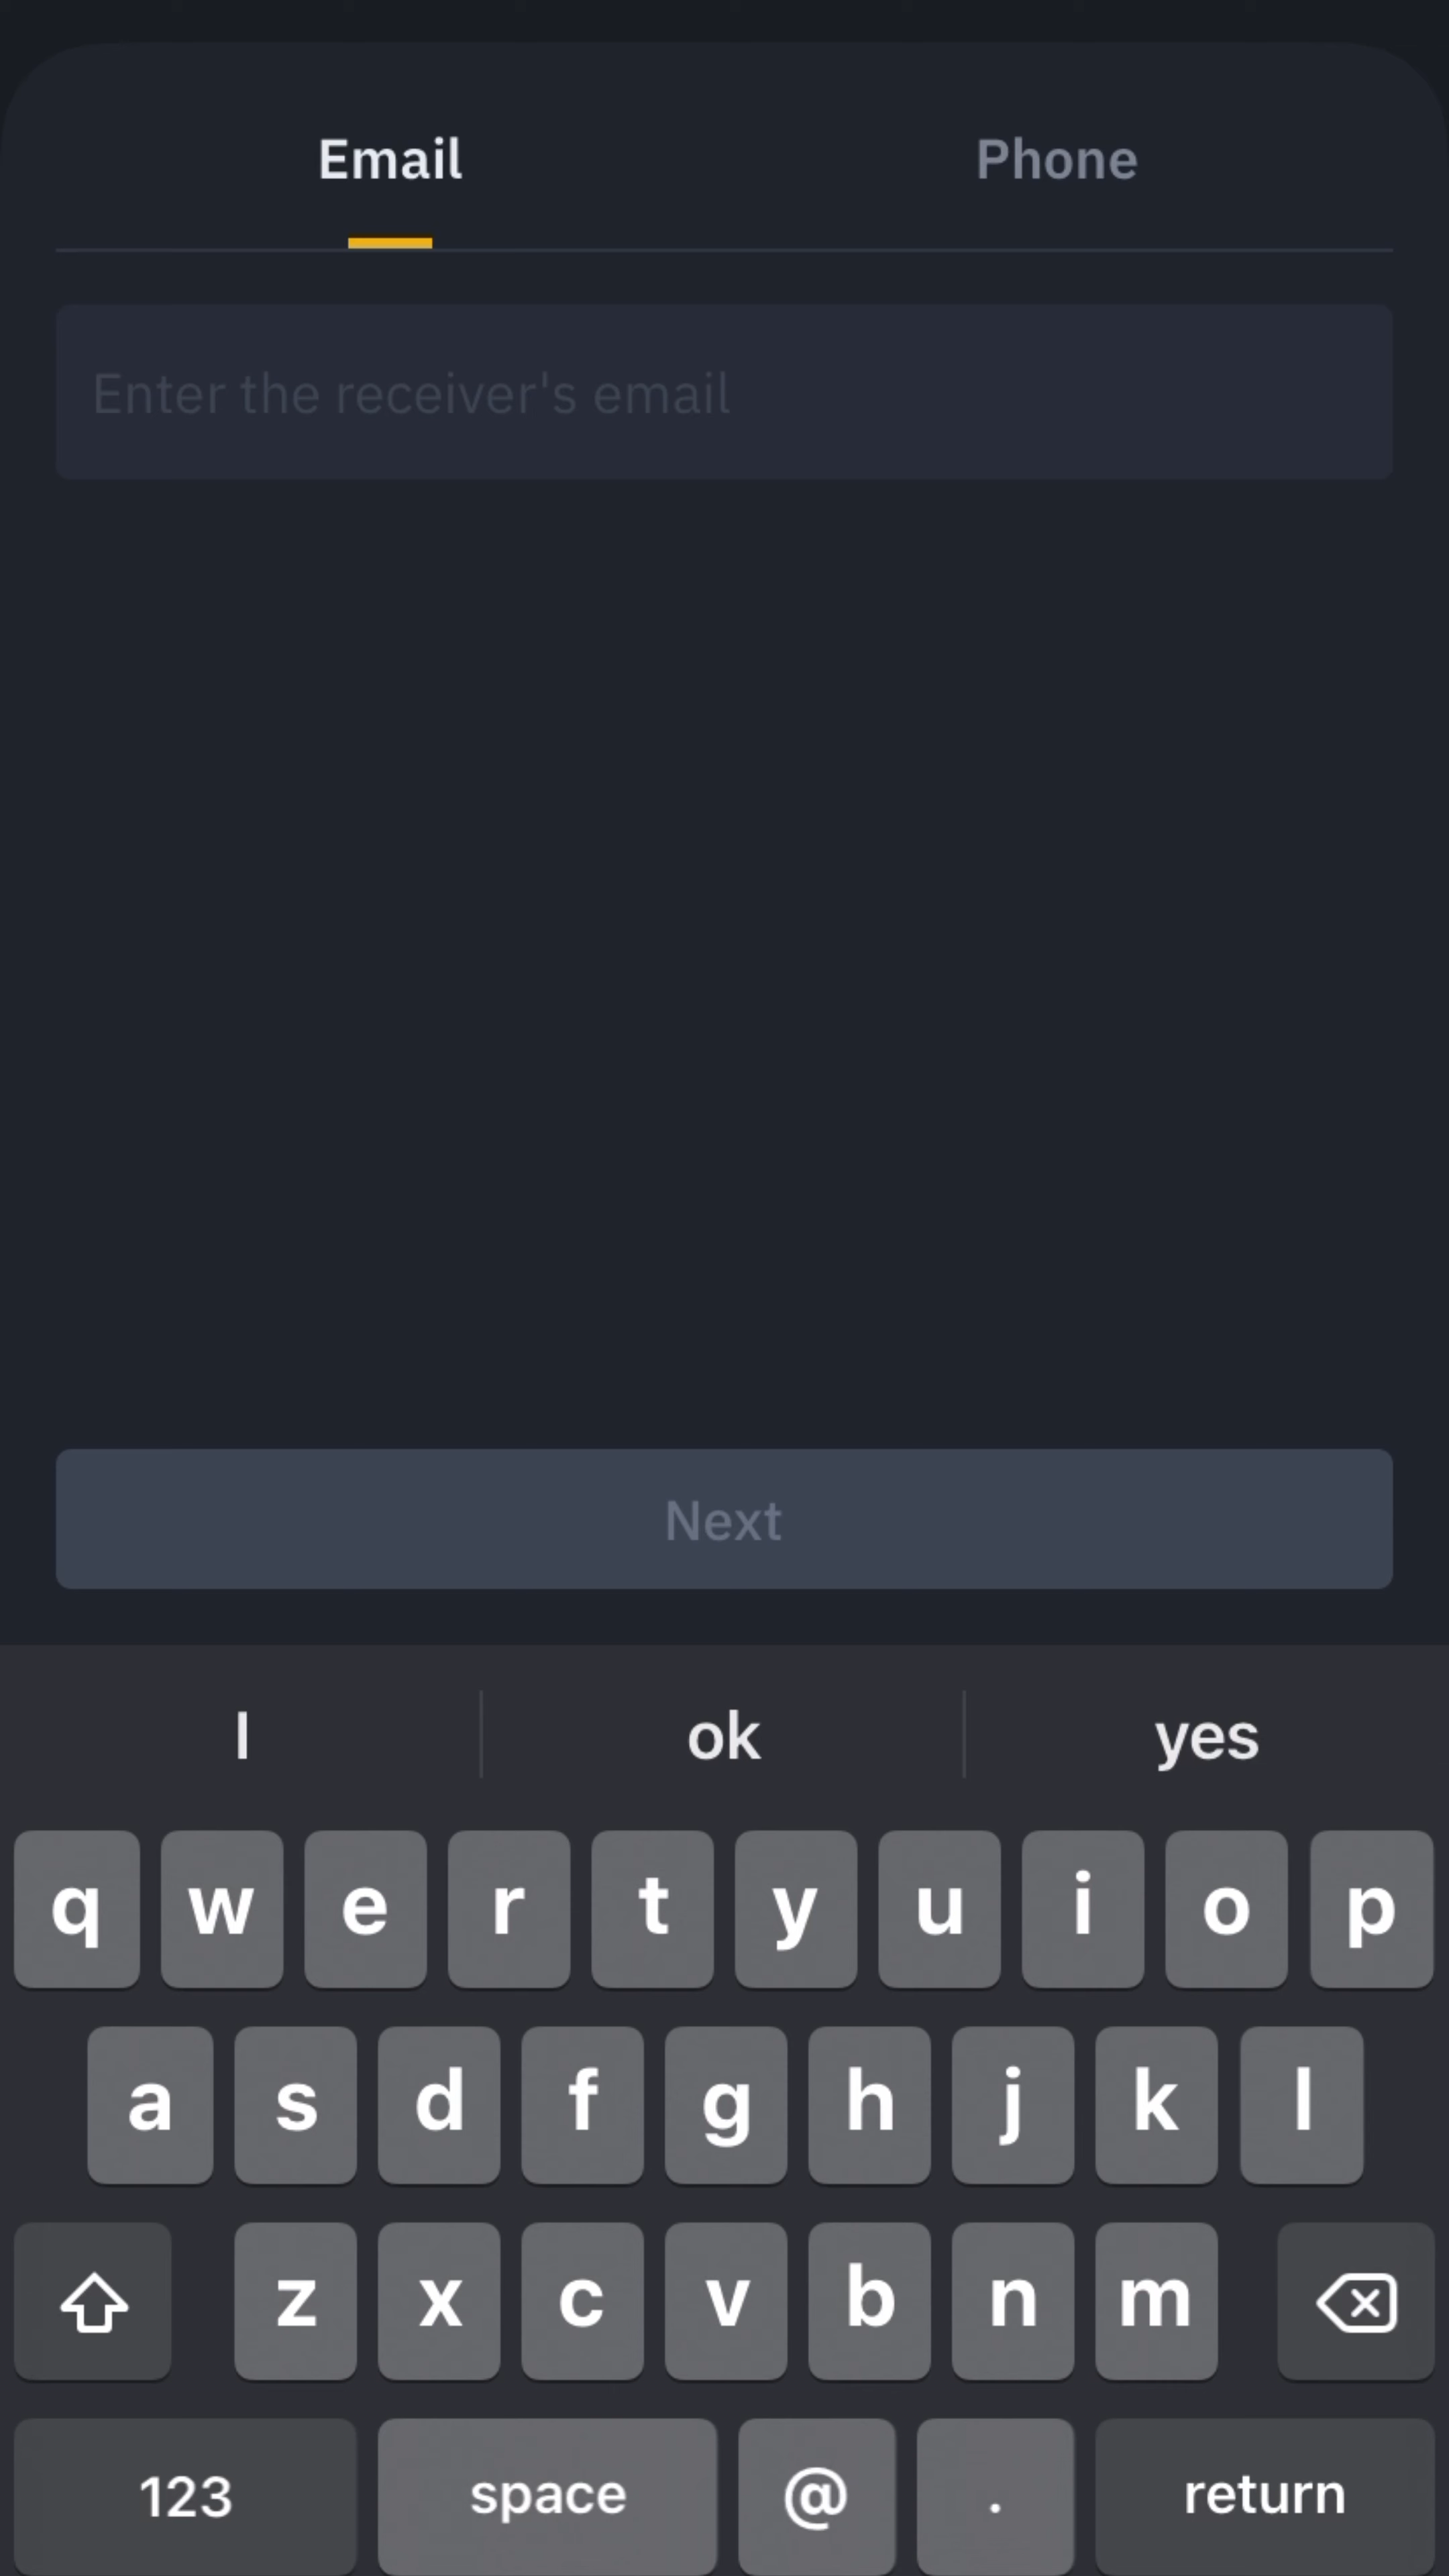 Email Phone
Enter the receiver's email
Next
I ok yes
q w e r t y u i o p
a s d f g h j k l
z x c v b n m
123 space @ . return